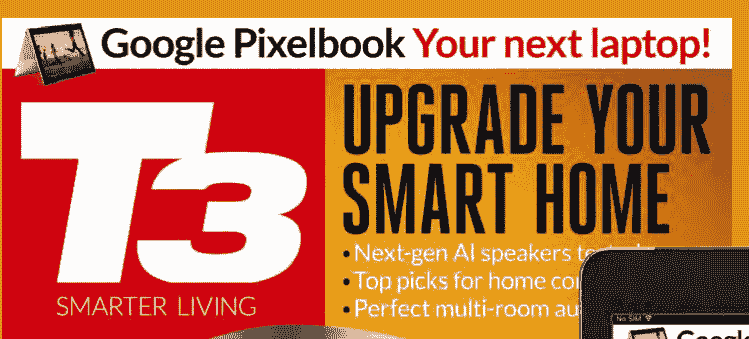 Google Pixelbook Your next laptop!
T3
SMARTER LIVING
UPGRADE YOUR
SMART HOME
• Next-gen AI speakers
• Top picks for home
• Perfect multi-room
No SIM